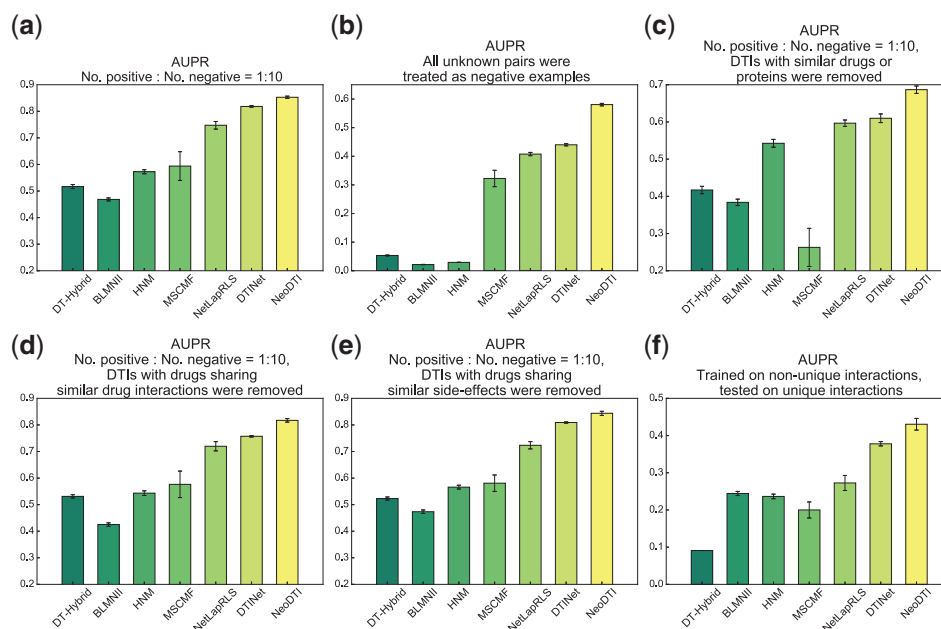 (a)
AUPR
No. positive : No. negative = 1:10
0.9
0.8
0.7
0.6
0.5
0.4
0.3
0.2
DT-Hybrid
BLMNII
HNM
MSCMF
NetLapRLS
DTINet
NeoDTI
(b)
AUPR
All unknown pairs were
treated as negative examples
0.6
0.5
0.4
0.3
0.2
0.1
0.0
DT-Hybrid
BLMNII
HNM
MSCMF
NetLapRLS
DTINet
NeoDTI
(c)
AUPR
No. positive : No. negative = 1:10,
DTIs with similar drugs or
proteins were removed
0.7
0.6
0.5
0.4
0.3
0.2
DT-Hybrid
BLMNII
HNM
MSCMF
NetLapRLS
DTINet
NeoDTI
(d)
AUPR
No. positive : No. negative = 1:10,
DTIs with drugs sharing
similar drug interactions were removed
0.9
0.8
0.7
0.6
0.5
0.4
0.3
0.2
DT-Hybrid
BLMNII
HNM
MSCMF
NetLapRLS
DTINet
NeoDTI
(e)
AUPR
No. positive : No. negative = 1:10,
DTIs with drugs sharing
similar side-effects were removed
0.9
0.8
0.7
0.6
0.5
0.4
0.3
0.2
DT-Hybrid
BLMNII
HNM
MSCMF
NetLapRLS
DTINet
NeoDTI
(f)
AUPR
Trained on non-unique interactions,
tested on unique interactions
0.5
0.4
0.3
0.2
0.1
0.0
DT-Hybrid
BLMNII
HNM
MSCMF
NetLapRLS
DTINet
NeoDTI